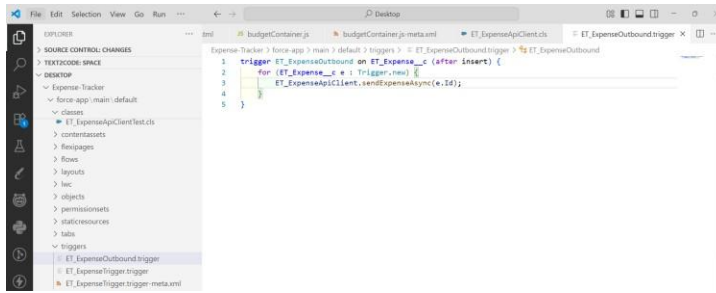 File Edit Selection View Go Run ··· ← → Desktop
EXPLORER ···
SOURCE CONTROL: CHANGES
TEXT2CODE: SPACE
DESKTOP
Expense-Tracker
force-app \ main \ default
classes
ET_ExpenseApiClientTest.cls
contentassets
flexipages
flows
layouts
lwc
objects
permissionsets
staticresources
tabs
triggers
ET_ExpenseOutbound.trigger
ET_ExpenseTrigger.trigger
ET_ExpenseTrigger.trigger-meta.xml
budgetContainer.js budgetContainer.js-meta.xml ET_ExpenseApiClient.cls ET_ExpenseOutbound.trigger ×
Expense-Tracker > force-app > main > default > triggers > ET_ExpenseOutbound.trigger > ET_ExpenseOutbound
1 trigger ET_ExpenseOutbound on ET_Expense__c (after insert) {
2 for (ET_Expense__c e : Trigger.new) {
3 ET_ExpenseApiClient.sendExpenseAsync(e.Id);
4 }
5 }